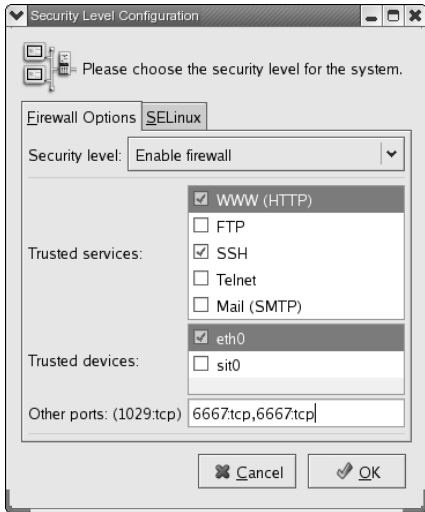 Security Level Configuration
Please choose the security level for the system.
Firewall Options
SELinux
Security level: Enable firewall
Trusted services:
WWW (HTTP)
FTP
SSH
Telnet
Mail (SMTP)
Trusted devices:
eth0
sit0
Other ports: (1029:tcp) 6667:tcp,6667:tcp
Cancel
OK